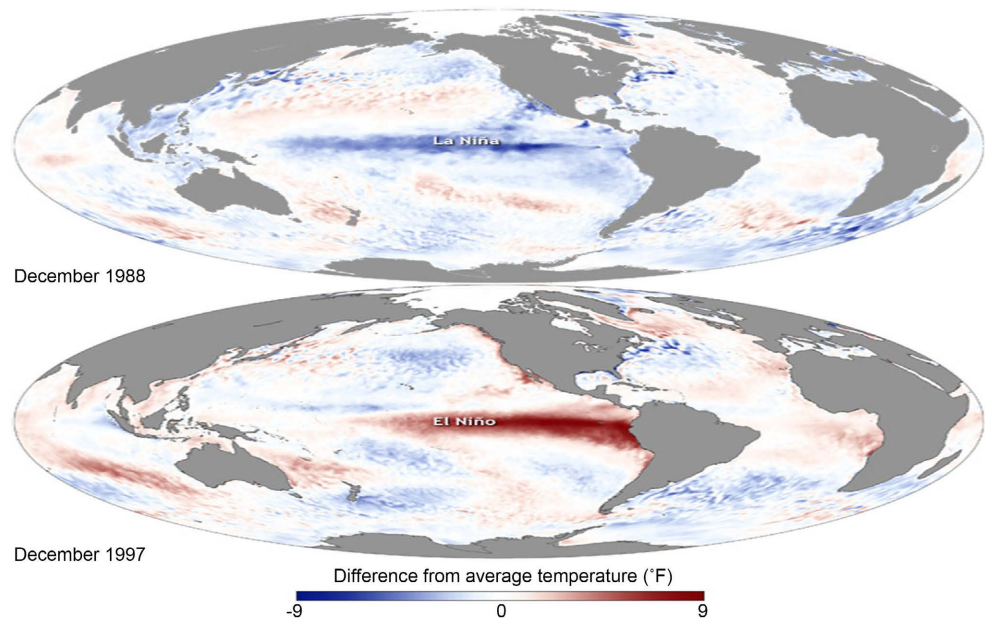 La Niña
December 1988
El Niño
December 1997
Difference from average temperature (˚F)
-9 0 9